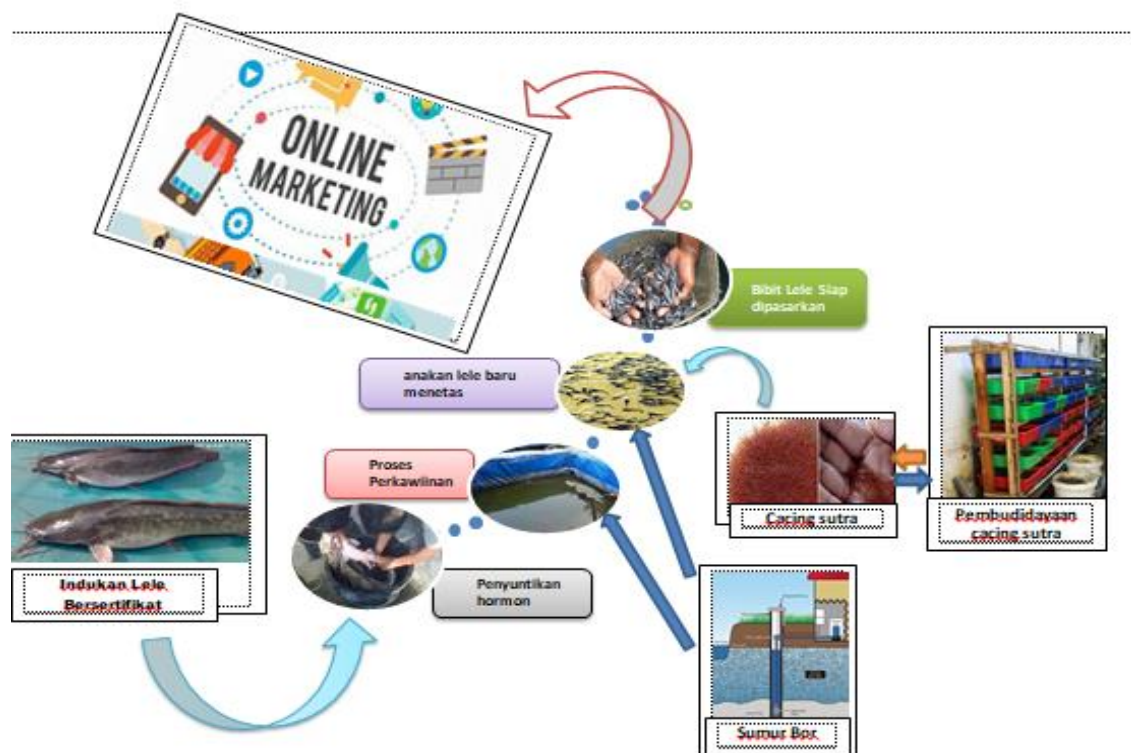 ONLINE
MARKETING
Bibit Lele Siap
dipasarkan
anakan lele baru
menetas
Proses
Perkawiinan
Penyuntikan
hormon
Indukan Lele
Bersertifikat
Cacing sutra
Pembudidayaan
cacing sutra
Sumur Bor